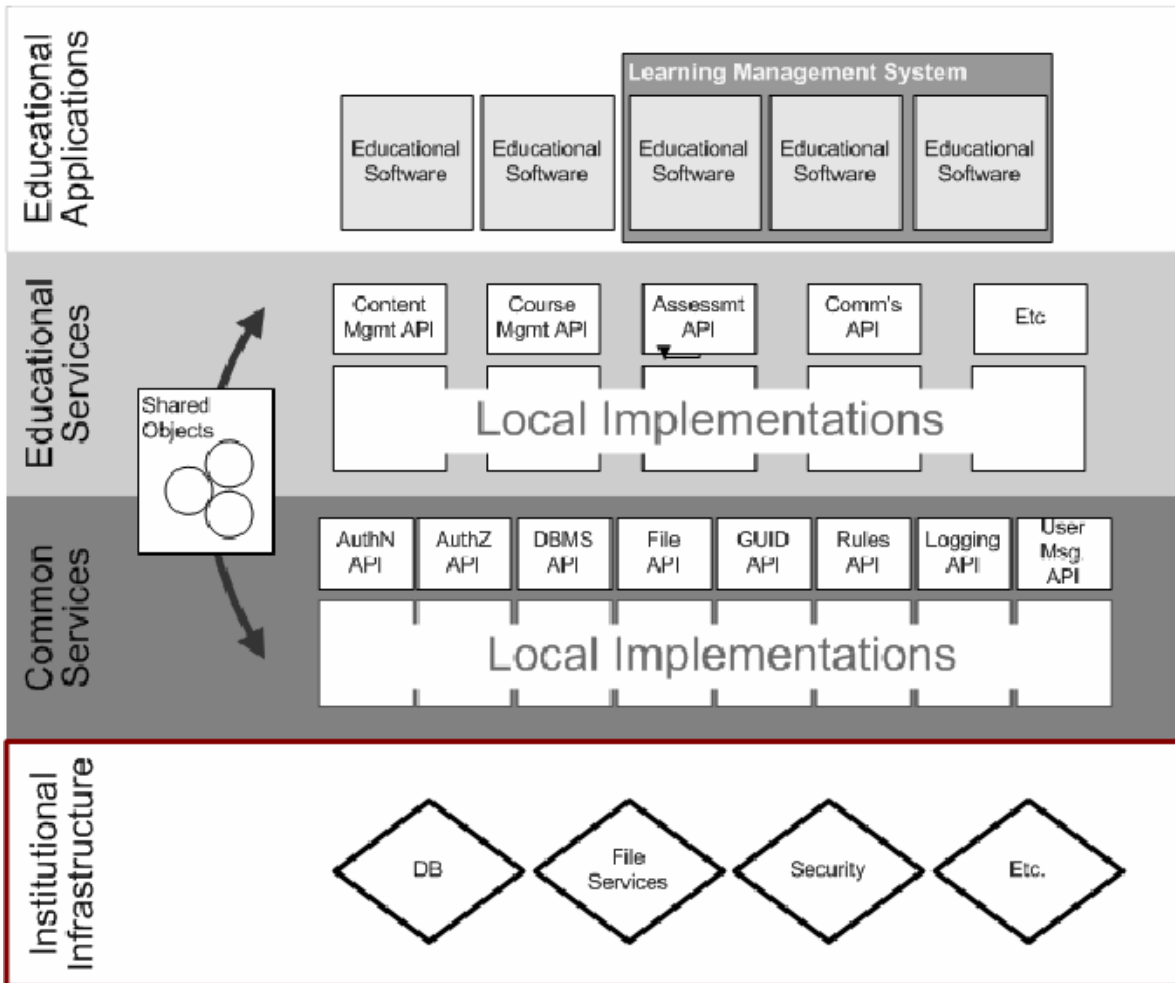 Educational
Applications
Learning Management System
Educational
Software
Educational
Software
Educational
Software
Educational
Software
Educational
Software
Educational
Services
Content
Mgmt API
Course
Mgmt API
Assessmt
API
Comm's
API
Etc
Shared
Objects
Local Implementations
Common
Services
AuthN
API
AuthZ
API
DBMS
API
File
API
GUID
API
Rules
API
Logging
API
User
Msg.
API
Local Implementations
Institutional
Infrastructure
DB
File
Services
Security
Etc.